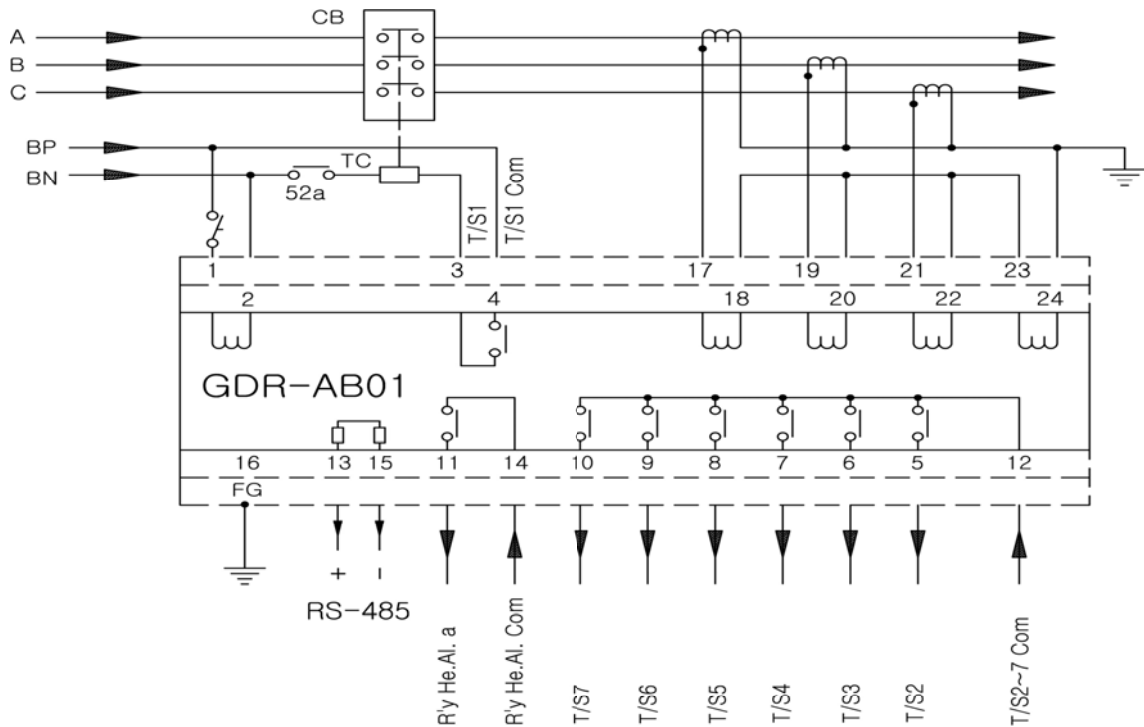 CB
A
B
C
BP
TC
BN
52a
T/S1
T/S1 Com
1 3 17 19 21 23
2 4 18 20 22 24
GDR-AB01
16 13 15 11 14 10 9 8 7 6 5 12
FG
+ -
RS-485
R'y He.Al. a
R'y He.Al. Com
T/S7
T/S6
T/S5
T/S4
T/S3
T/S2
T/S2~7 Com